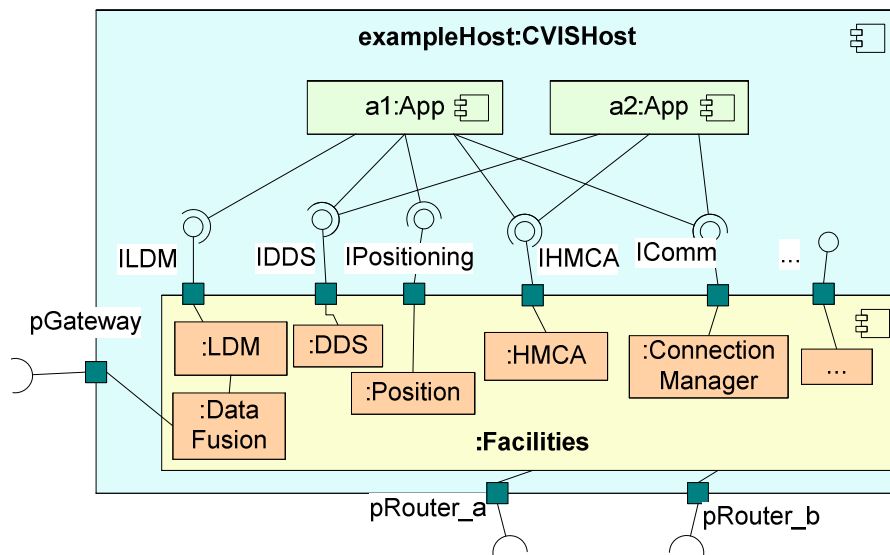 exampleHost:CVISHost
a1:App
a2:App
ILDM
IDDS
IPositioning
IHMCA
IComm
...
pGateway
:LDM
:DDS
:Position
:HMCA
:Connection
Manager
...
:Data
Fusion
:Facilities
pRouter_a
pRouter_b